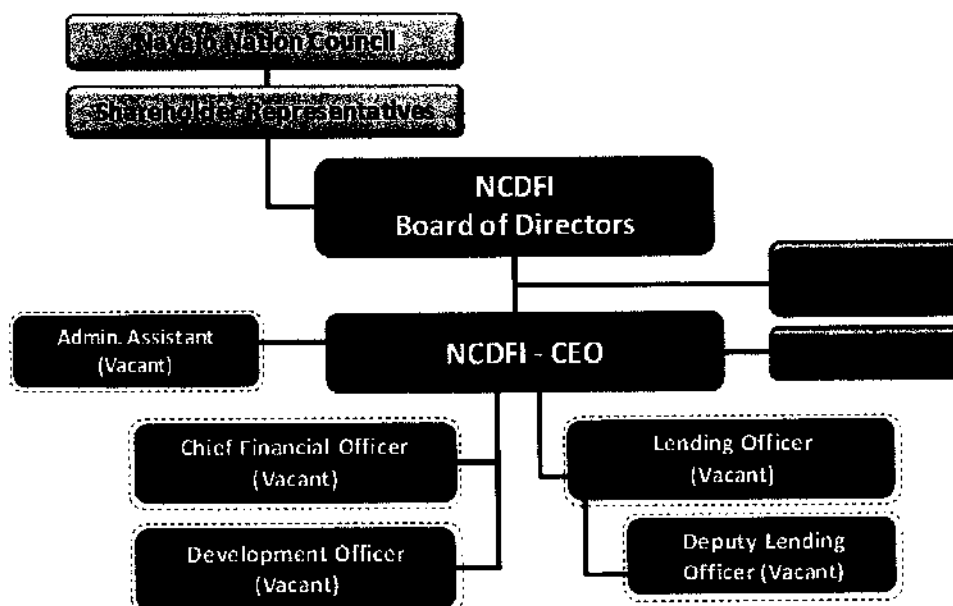 Navajo Nation Council
Shareholder Representatives
NCDFI
Board of Directors
Admin. Assistant
(Vacant)
NCDFI - CEO
Chief Financial Officer
(Vacant)
Lending Officer
(Vacant)
Development Officer
(Vacant)
Deputy Lending
Officer (Vacant)